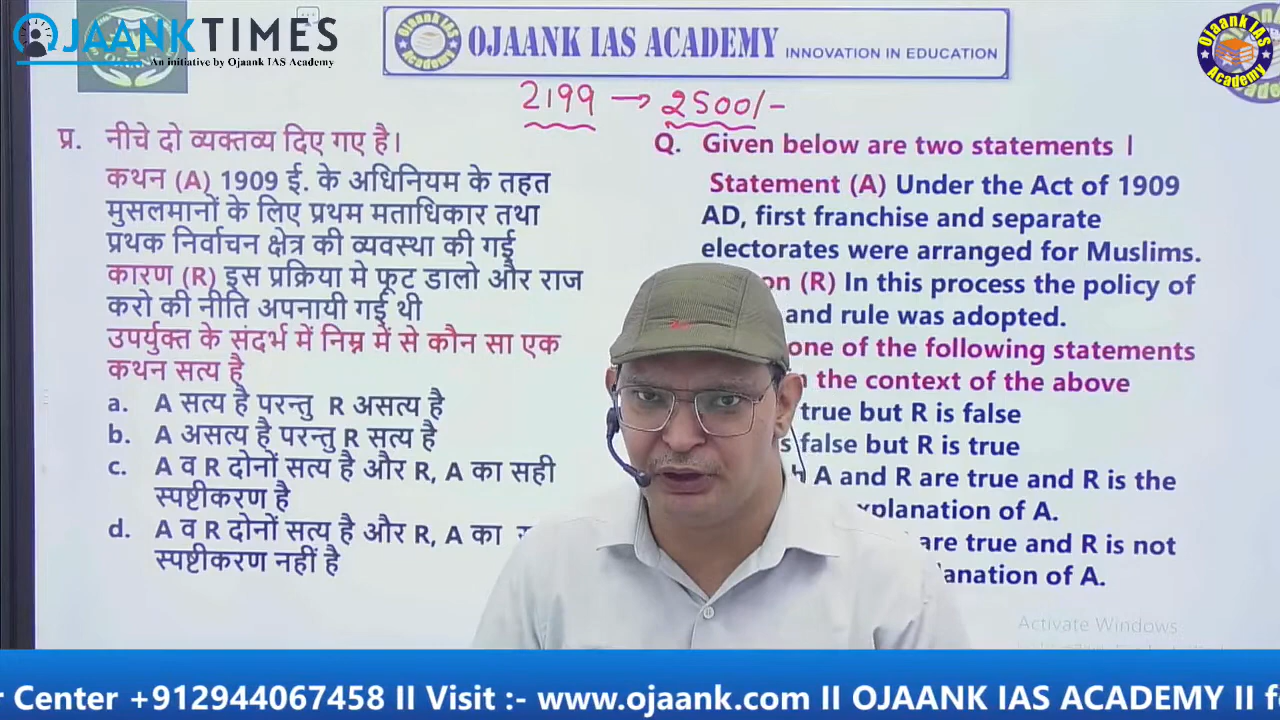 OJAANKTIMES
An initiative by Ojaank IAS Academy
OJAANK IAS ACADEMY INNOVATION IN EDUCATION
Ojaank IAS
Academy
2199 → 2500/-
प्र. नीचे दो व्यक्तव्य दिए गए है।
कथन (A) 1909 ई. के अधिनियम के तहत
मुसलमानों के लिए प्रथम मताधिकार तथा
प्रथक निर्वाचन क्षेत्र की व्यवस्था की गई
कारण (R) इस प्रक्रिया मे फूट डालो और राज
करो की नीति अपनायी गई थी
उपर्युक्त के संदर्भ में निम्न में से कौन सा एक
कथन सत्य है
a. A सत्य है परन्तु R असत्य है
b. A असत्य है परन्तु R सत्य है
c. A व R दोनों सत्य है और R, A का सही
स्पष्टीकरण है
d. A व R दोनों सत्य है और R, A का
स्पष्टीकरण नहीं है
Q. Given below are two statements ।
Statement (A) Under the Act of 1909
AD, first franchise and separate
electorates were arranged for Muslims.
(R) In this process the policy of
and rule was adopted.
one of the following statements
the context of the above
true but R is false
false but R is true
A and R are true and R is the
of A.
are true and R is not
of A.
Activate Windows
Center +912944067458 II Visit :- www.ojaank.com II OJAANK IAS ACADEMY II